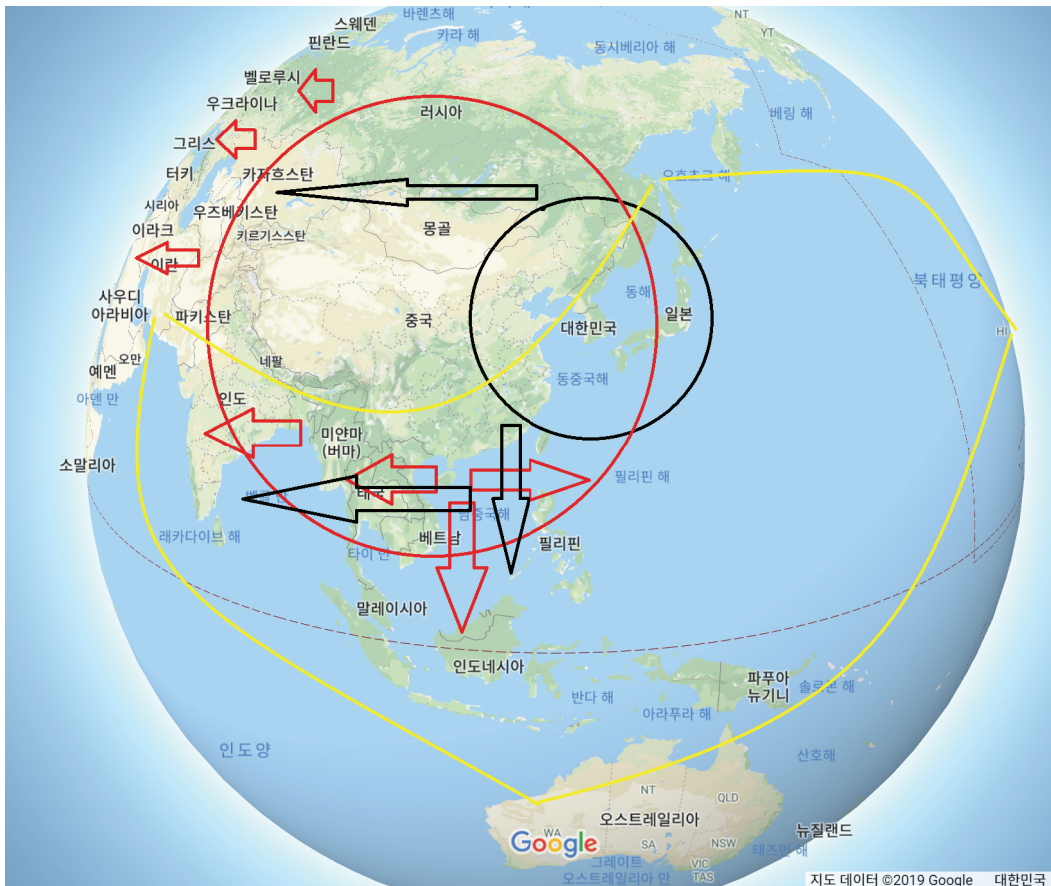 스웨덴
핀란드
바렌츠해
카라 해
동시베리아 해
NT
YT
벨로루시
우크라이나
러시아
베링 해
그리스
터키
카자흐스탄
오호츠크 해
시리아
우즈베키스탄
이라크
키르기스스탄
몽골
이란
북태평양
사우디
아라비아
파키스탄
중국
동해
대한민국
일본
HI
네팔
오만
예멘
동중국해
아덴 만
인도
미얀마
(버마)
소말리아
필리핀 해
태국
벵골 만
남중국해
래카다이브 해
베트남
타이 만
필리핀
말레이시아
인도네시아
파푸아
뉴기니
솔로몬 해
반다 해
아라푸라 해
인도양
산호해
NT
QLD
오스트레일리아
WA
Google
SA
NSW
뉴질랜드
태즈먼 해
그레이트
오스트레일리아 만
VIC
TAS
지도 데이터 ©2019 Google 대한민국